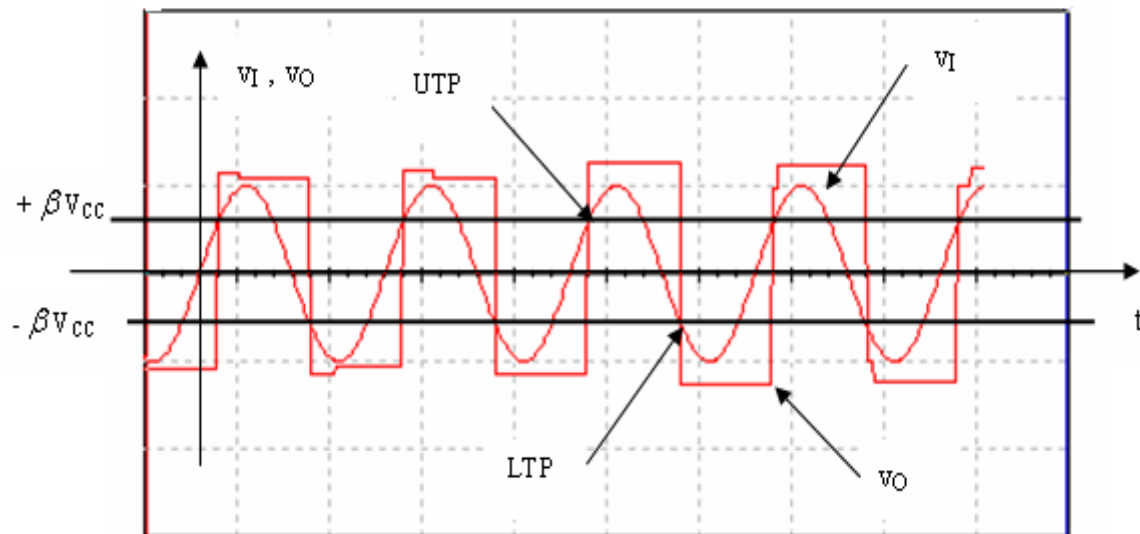 vI , vO
UTP
vI
+ βVCC
- βVCC
t
LTP
vO